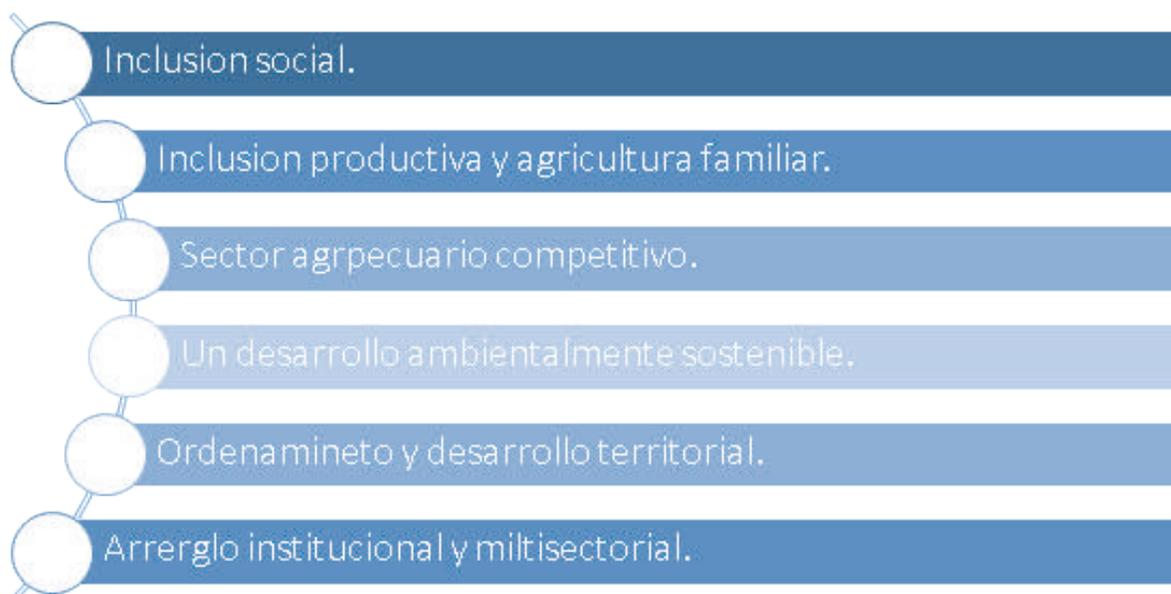 Inclusion social.
Inclusion productiva y agricultura familiar.
Sector agrpecuario competitivo.
Un desarrollo ambientalmente sostenible.
Ordenamineto y desarrollo territorial.
Arrerglo institucional y miltisectorial.